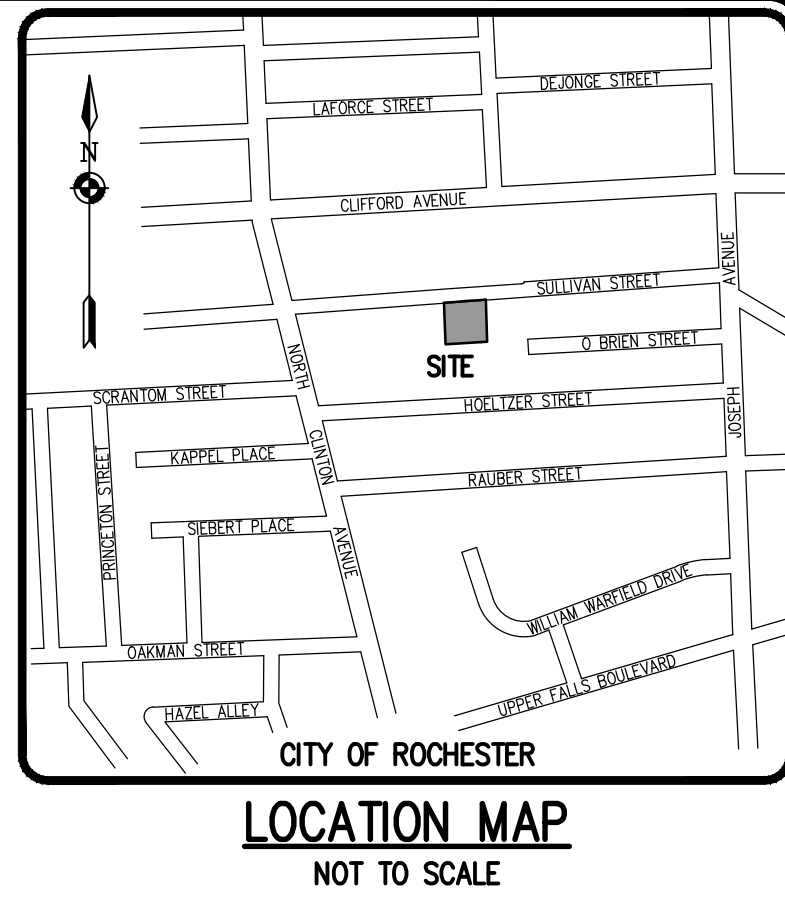 DEJONGE STREET
LAFORCE STREET
N
CLIFFORD AVENUE
AVENUE
SULLIVAN STREET
O BRIEN STREET
SITE
NORTH
SCRANTOM STREET
HOELTZER STREET
JOSEPH
CLINTON
KAPPEL PLACE
PRINCETON STREET
RAUBER STREET
SIEBERT PLACE
AVENUE
WILLIAM WARFIELD DRIVE
OAKMAN STREET
UPPER FALLS BOULEVARD
HAZEL ALLEY
CITY OF ROCHESTER
LOCATION MAP
NOT TO SCALE